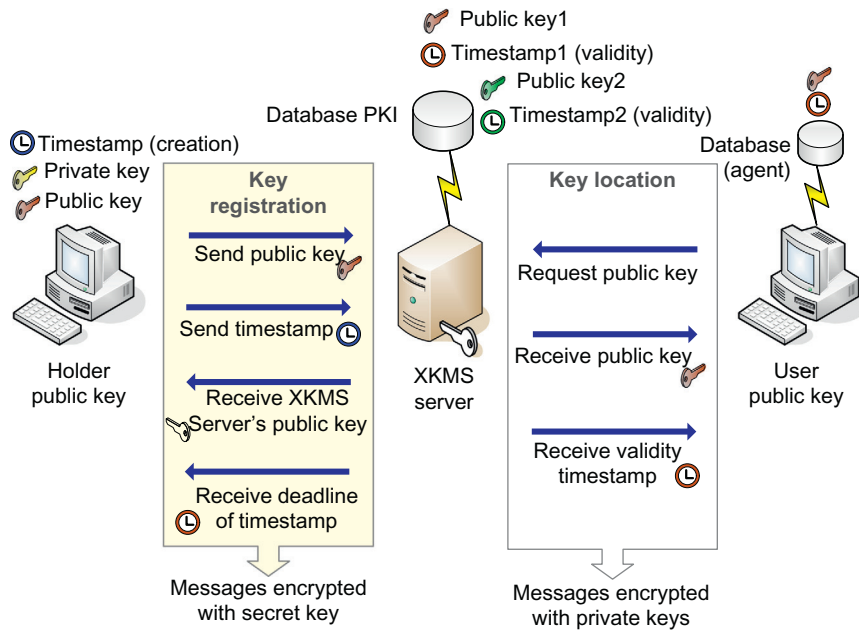 Public key1
Timestamp1 (validity)
Public key2
Timestamp2 (validity)
Database PKI
Database
(agent)
Timestamp (creation)
Private key
Public key
Holder
public key
Key
registration
Send public key
Send timestamp
Receive XKMS
Server's public key
Receive deadline
of timestamp
Messages encrypted
with secret key
XKMS
server
Key location
Request public key
Receive public key
Receive validity
timestamp
Messages encrypted
with private keys
User
public key